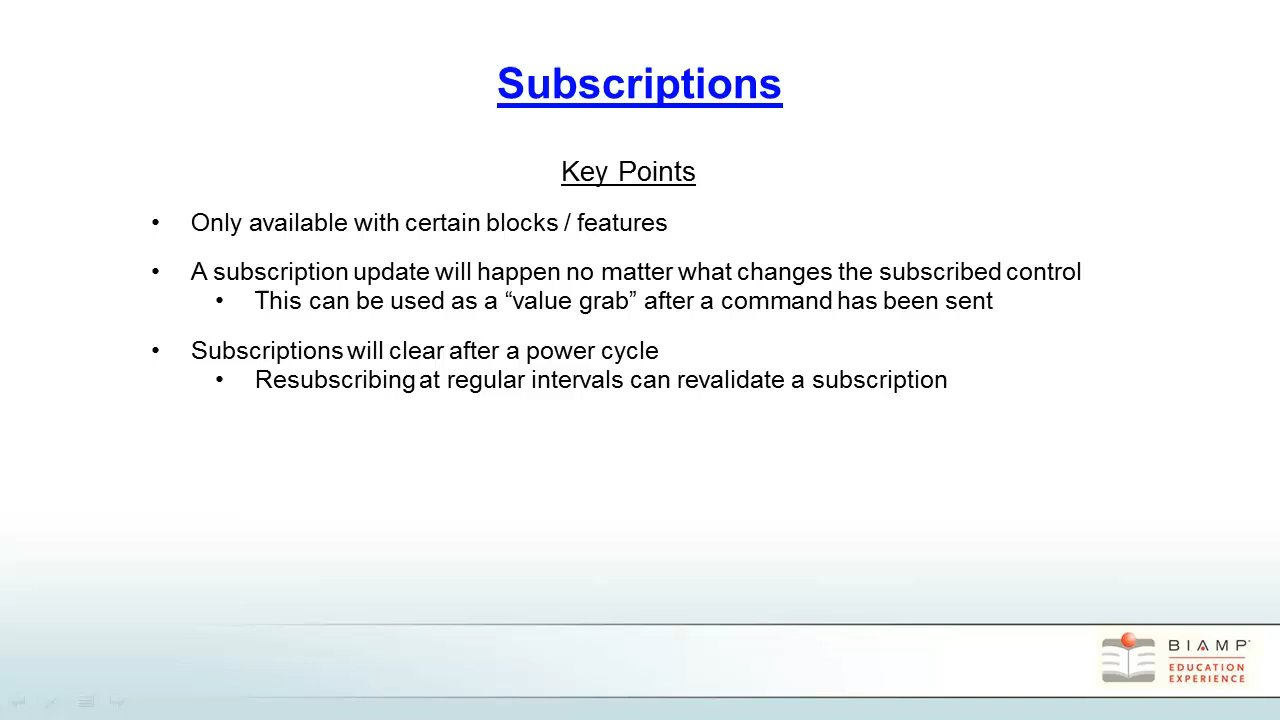 Subscriptions
Key Points
• Only available with certain blocks / features
• A subscription update will happen no matter what changes the subscribed control
• This can be used as a “value grab” after a command has been sent
• Subscriptions will clear after a power cycle
• Resubscribing at regular intervals can revalidate a subscription
BIAMP
EDUCATION
EXPERIENCE